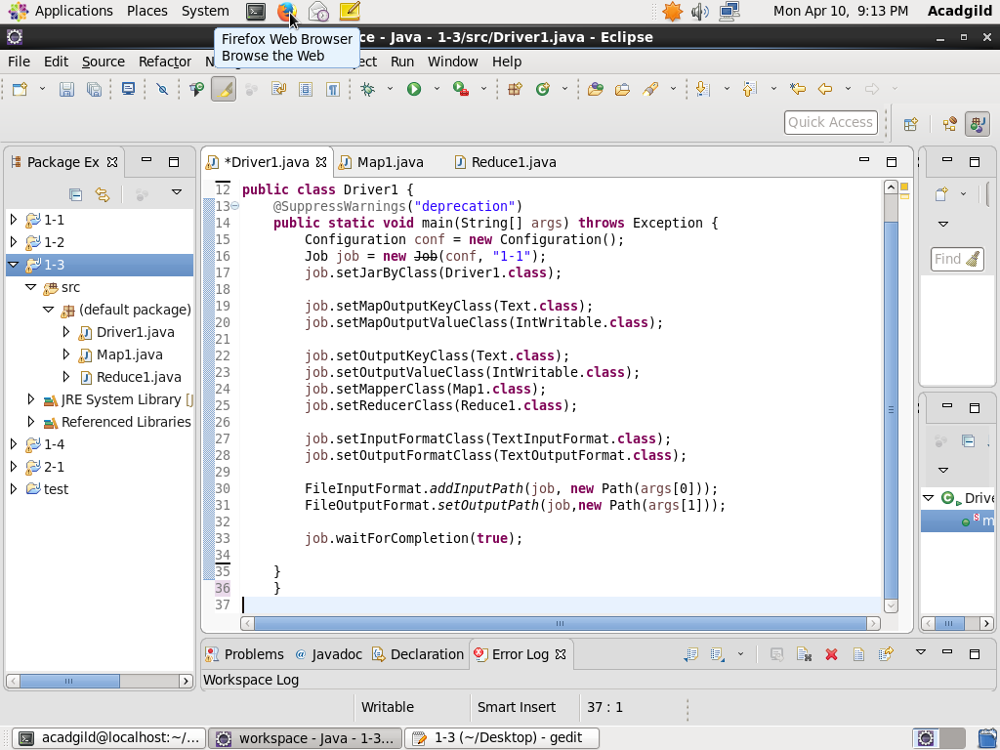 Applications Places System Mon Apr 10, 9:13 PM Acadgild
ce - Java - 1-3/src/Driver1.java - Eclipse
Firefox Web Browser
Browse the Web
File Edit Source Refactor N ect Run Window Help
Quick Access
Package Ex
*Driver1.java Map1.java Reduce1.java
1-1
1-2
1-3
src
(default package)
Driver1.java
Map1.java
Reduce1.java
JRE System Library [J
Referenced Libraries
1-4
2-1
test
12 public class Driver1 {
13 @SuppressWarnings("deprecation")
14 public static void main(String[] args) throws Exception {
15 Configuration conf = new Configuration();
16 Job job = new Job(conf, "1-1");
17 job.setJarByClass(Driver1.class);
18
19 job.setMapOutputKeyClass(Text.class);
20 job.setMapOutputValueClass(IntWritable.class);
21
22 job.setOutputKeyClass(Text.class);
23 job.setOutputValueClass(IntWritable.class);
24 job.setMapperClass(Map1.class);
25 job.setReducerClass(Reduce1.class);
26
27 job.setInputFormatClass(TextInputFormat.class);
28 job.setOutputFormatClass(TextOutputFormat.class);
29
30 FileInputFormat.addInputPath(job, new Path(args[0]));
31 FileOutputFormat.setOutputPath(job,new Path(args[1]));
32
33 job.waitForCompletion(true);
34
35 }
36 }
37
Find
Drive
m
Problems @ Javadoc Declaration Error Log
Workspace Log
Writable Smart Insert 37 : 1
acadgild@localhost:~/... workspace - Java - 1-3... 1-3 (~/Desktop) - gedit